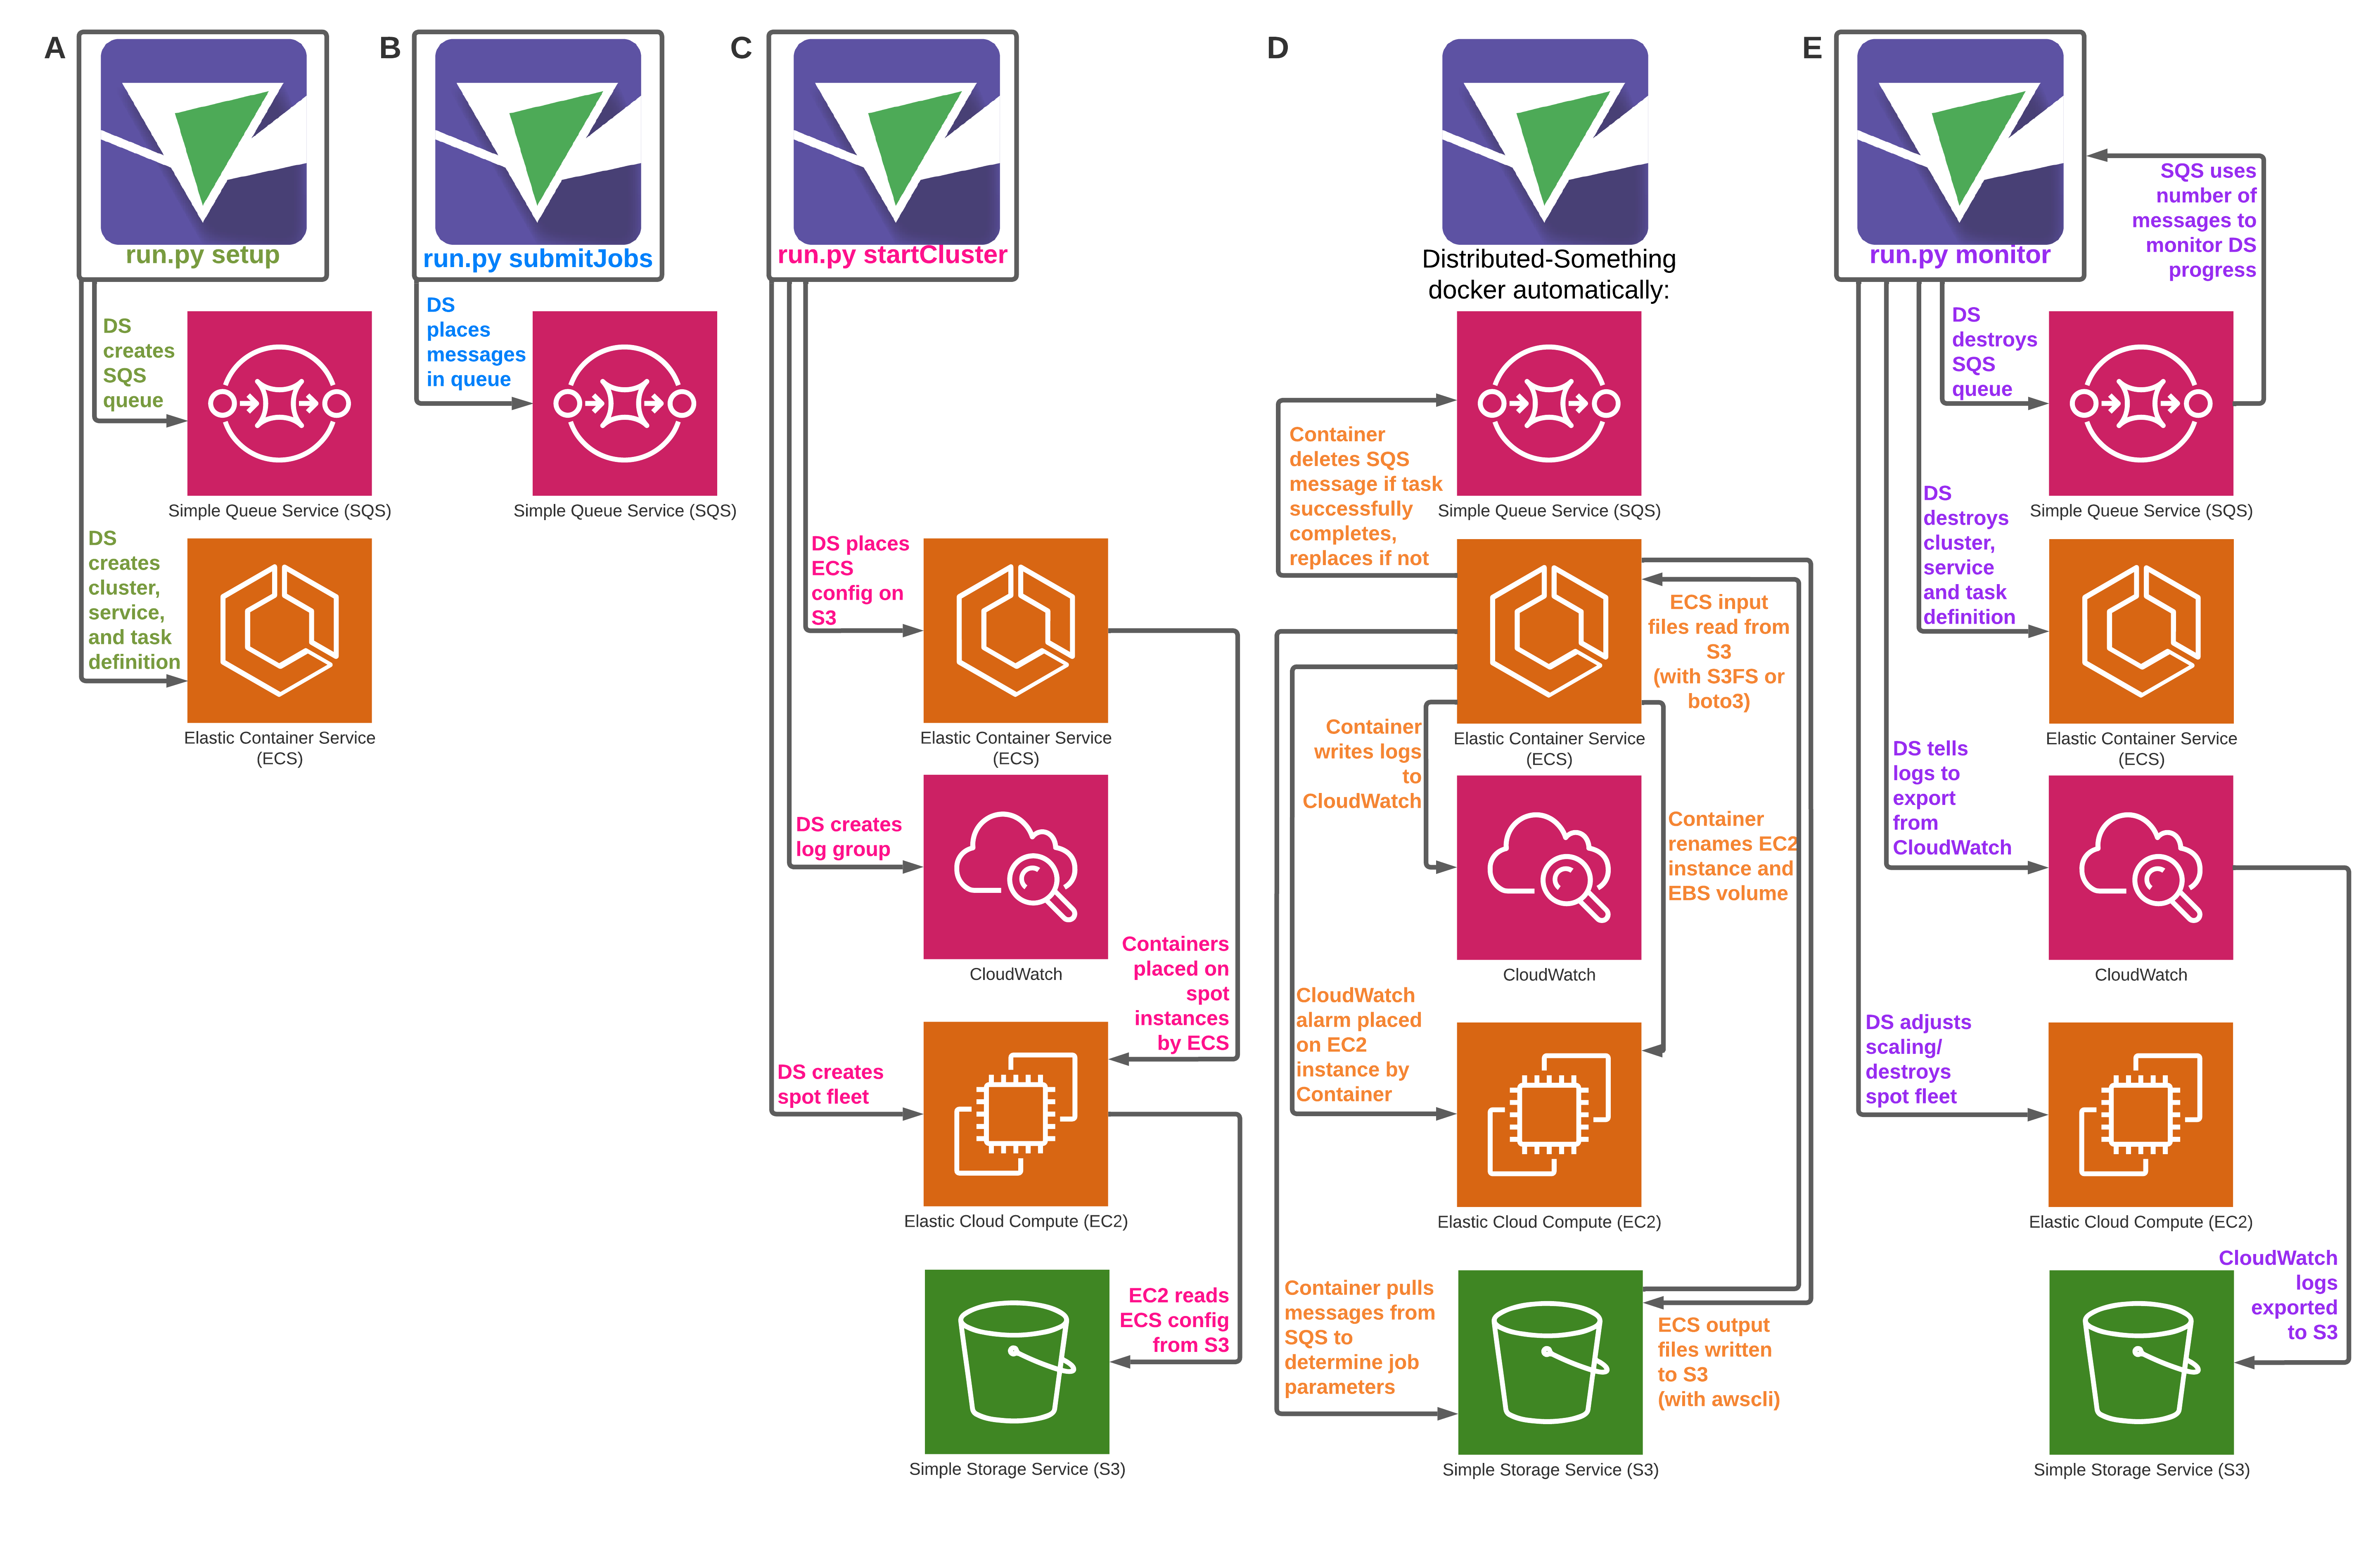 A
run.py setup
DS
creates
SQS
queue
Simple Queue Service (SQS)
DS
creates
cluster,
service,
and task
definition
Elastic Container Service
(ECS)
B
run.py submitJobs
DS
places
messages
in queue
Simple Queue Service (SQS)
C
run.py startCluster
DS places
ECS
config on
S3
Elastic Container Service
(ECS)
DS creates
log group
CloudWatch
Containers
placed on
spot
instances
by ECS
DS creates
spot fleet
Elastic Cloud Compute (EC2)
EC2 reads
ECS config
from S3
Simple Storage Service (S3)
D
Distributed-Something
docker automatically:
Container
deletes SQS
message if task
successfully
completes,
replaces if not
Simple Queue Service (SQS)
ECS input
files read from
S3
(with S3FS or
boto3)
Elastic Container Service
(ECS)
Container
writes logs
to
CloudWatch
Container
renames EC2
instance and
EBS volume
CloudWatch
CloudWatch
alarm placed
on EC2
instance by
Container
Elastic Cloud Compute (EC2)
Container pulls
messages from
SQS to
determine job
parameters
ECS output
files written
to S3
(with awscli)
Simple Storage Service (S3)
E
run.py monitor
SQS uses
number of
messages to
monitor DS
progress
DS
destroys
SQS
queue
Simple Queue Service (SQS)
DS
destroys
cluster,
service
and task
definition
Elastic Container Service
(ECS)
DS tells
logs to
export
from
CloudWatch
CloudWatch
DS adjusts
scaling/
destroys
spot fleet
Elastic Cloud Compute (EC2)
CloudWatch
logs
exported
to S3
Simple Storage Service (S3)